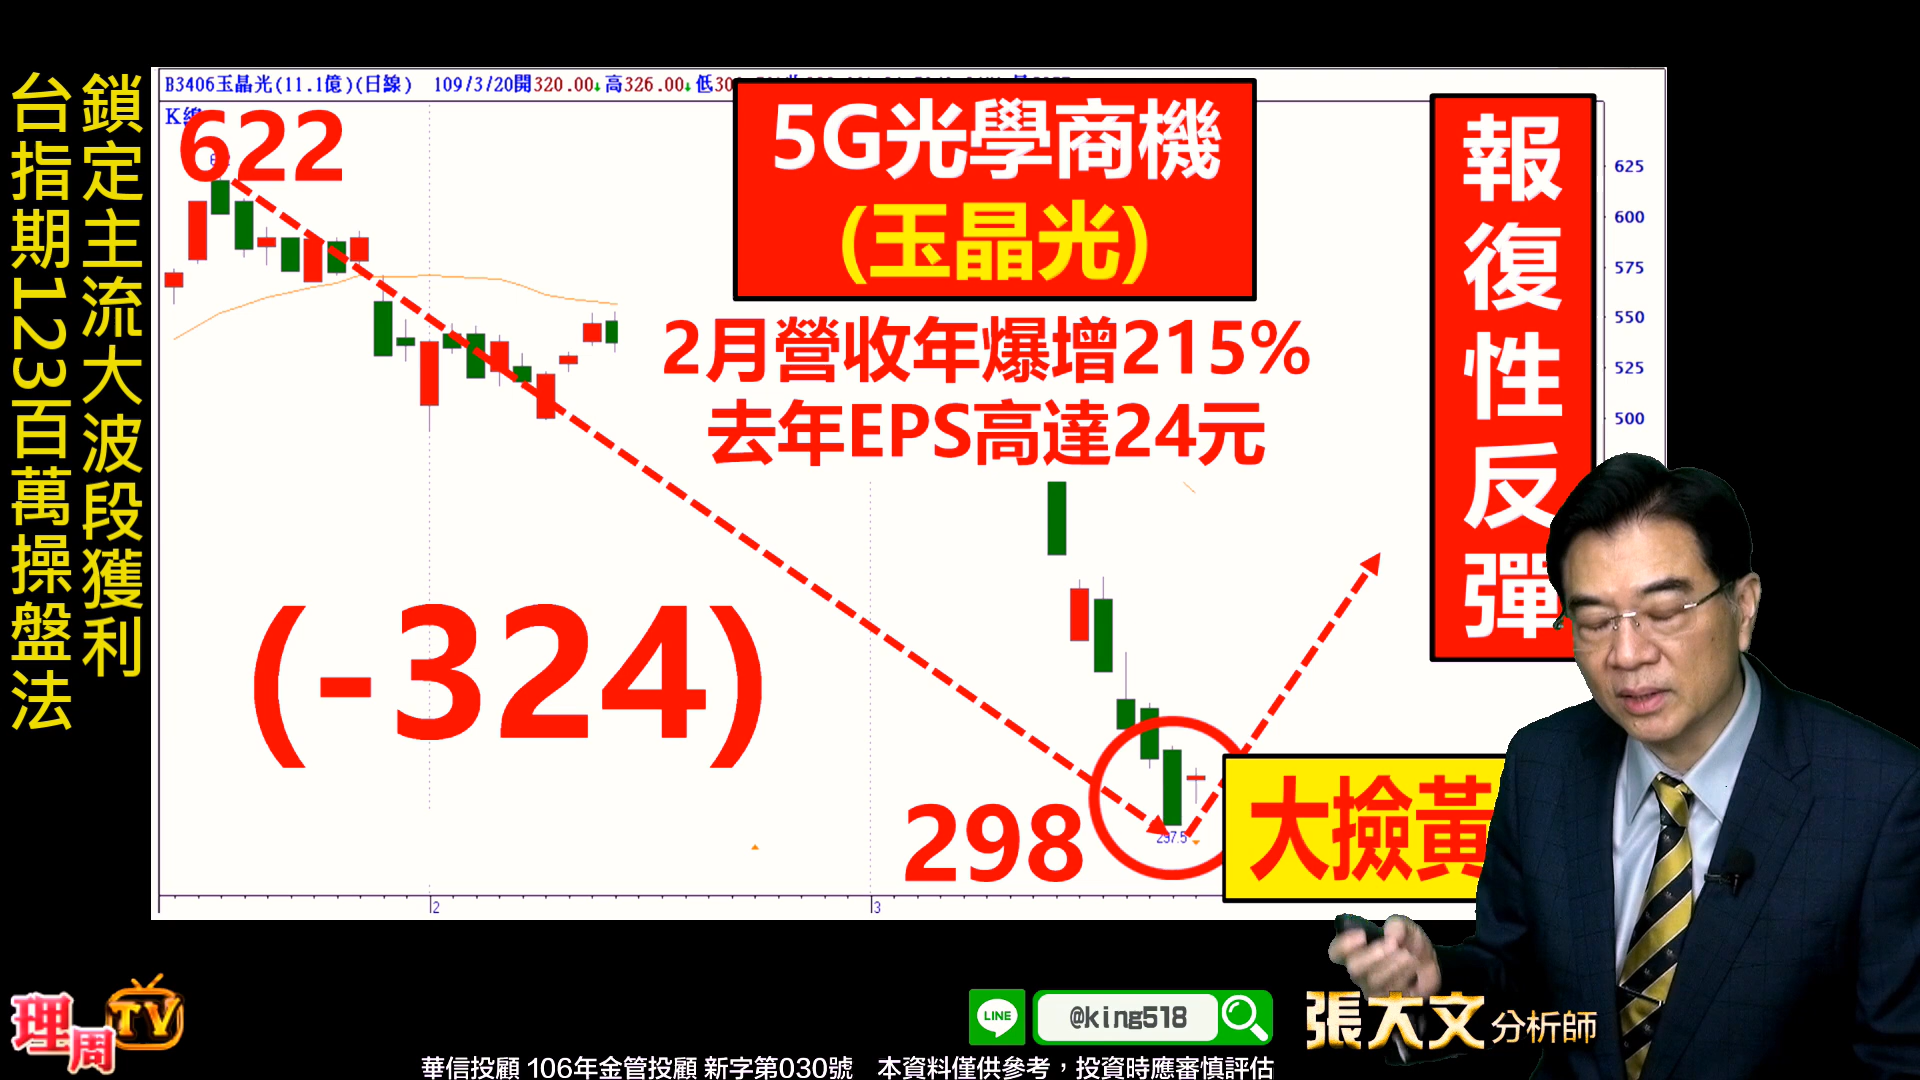 鎖定主流大波段獲利
台指期123百萬操盤法
B3406玉晶光(11.1億)(日線) 109/3/20開320.00↓高326.00↓低30
K線
622
5G光學商機
(玉晶光)
2月營收年爆增215%
去年EPS高達24元
報復性反彈
625
600
575
550
525
500
(-324)
298
297.5
大撿黃
2
3
理周TV
LINE
@king518
張大文分析師
華信投顧 106年金管投顧 新字第030號 本資料僅供參考，投資時應審慎評估